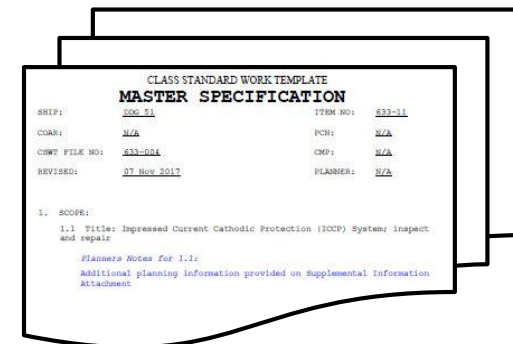 CLASS STANDARD WORK TEMPLATE
MASTER SPECIFICATION
SHIP: DDG 51 ITEM NO: 633-11
COAR: N/A PCN: N/A
CSWT FILE NO: 633-004 CMP: N/A
REVISED: 07 Nov 2017 PLANNER: N/A
1. SCOPE:
1.1 Title: Impressed Current Cathodic Protection (ICCP) System; inspect
and repair
Planners Notes for 1.1:
Additional planning information provided on Supplemental Information
Attachment